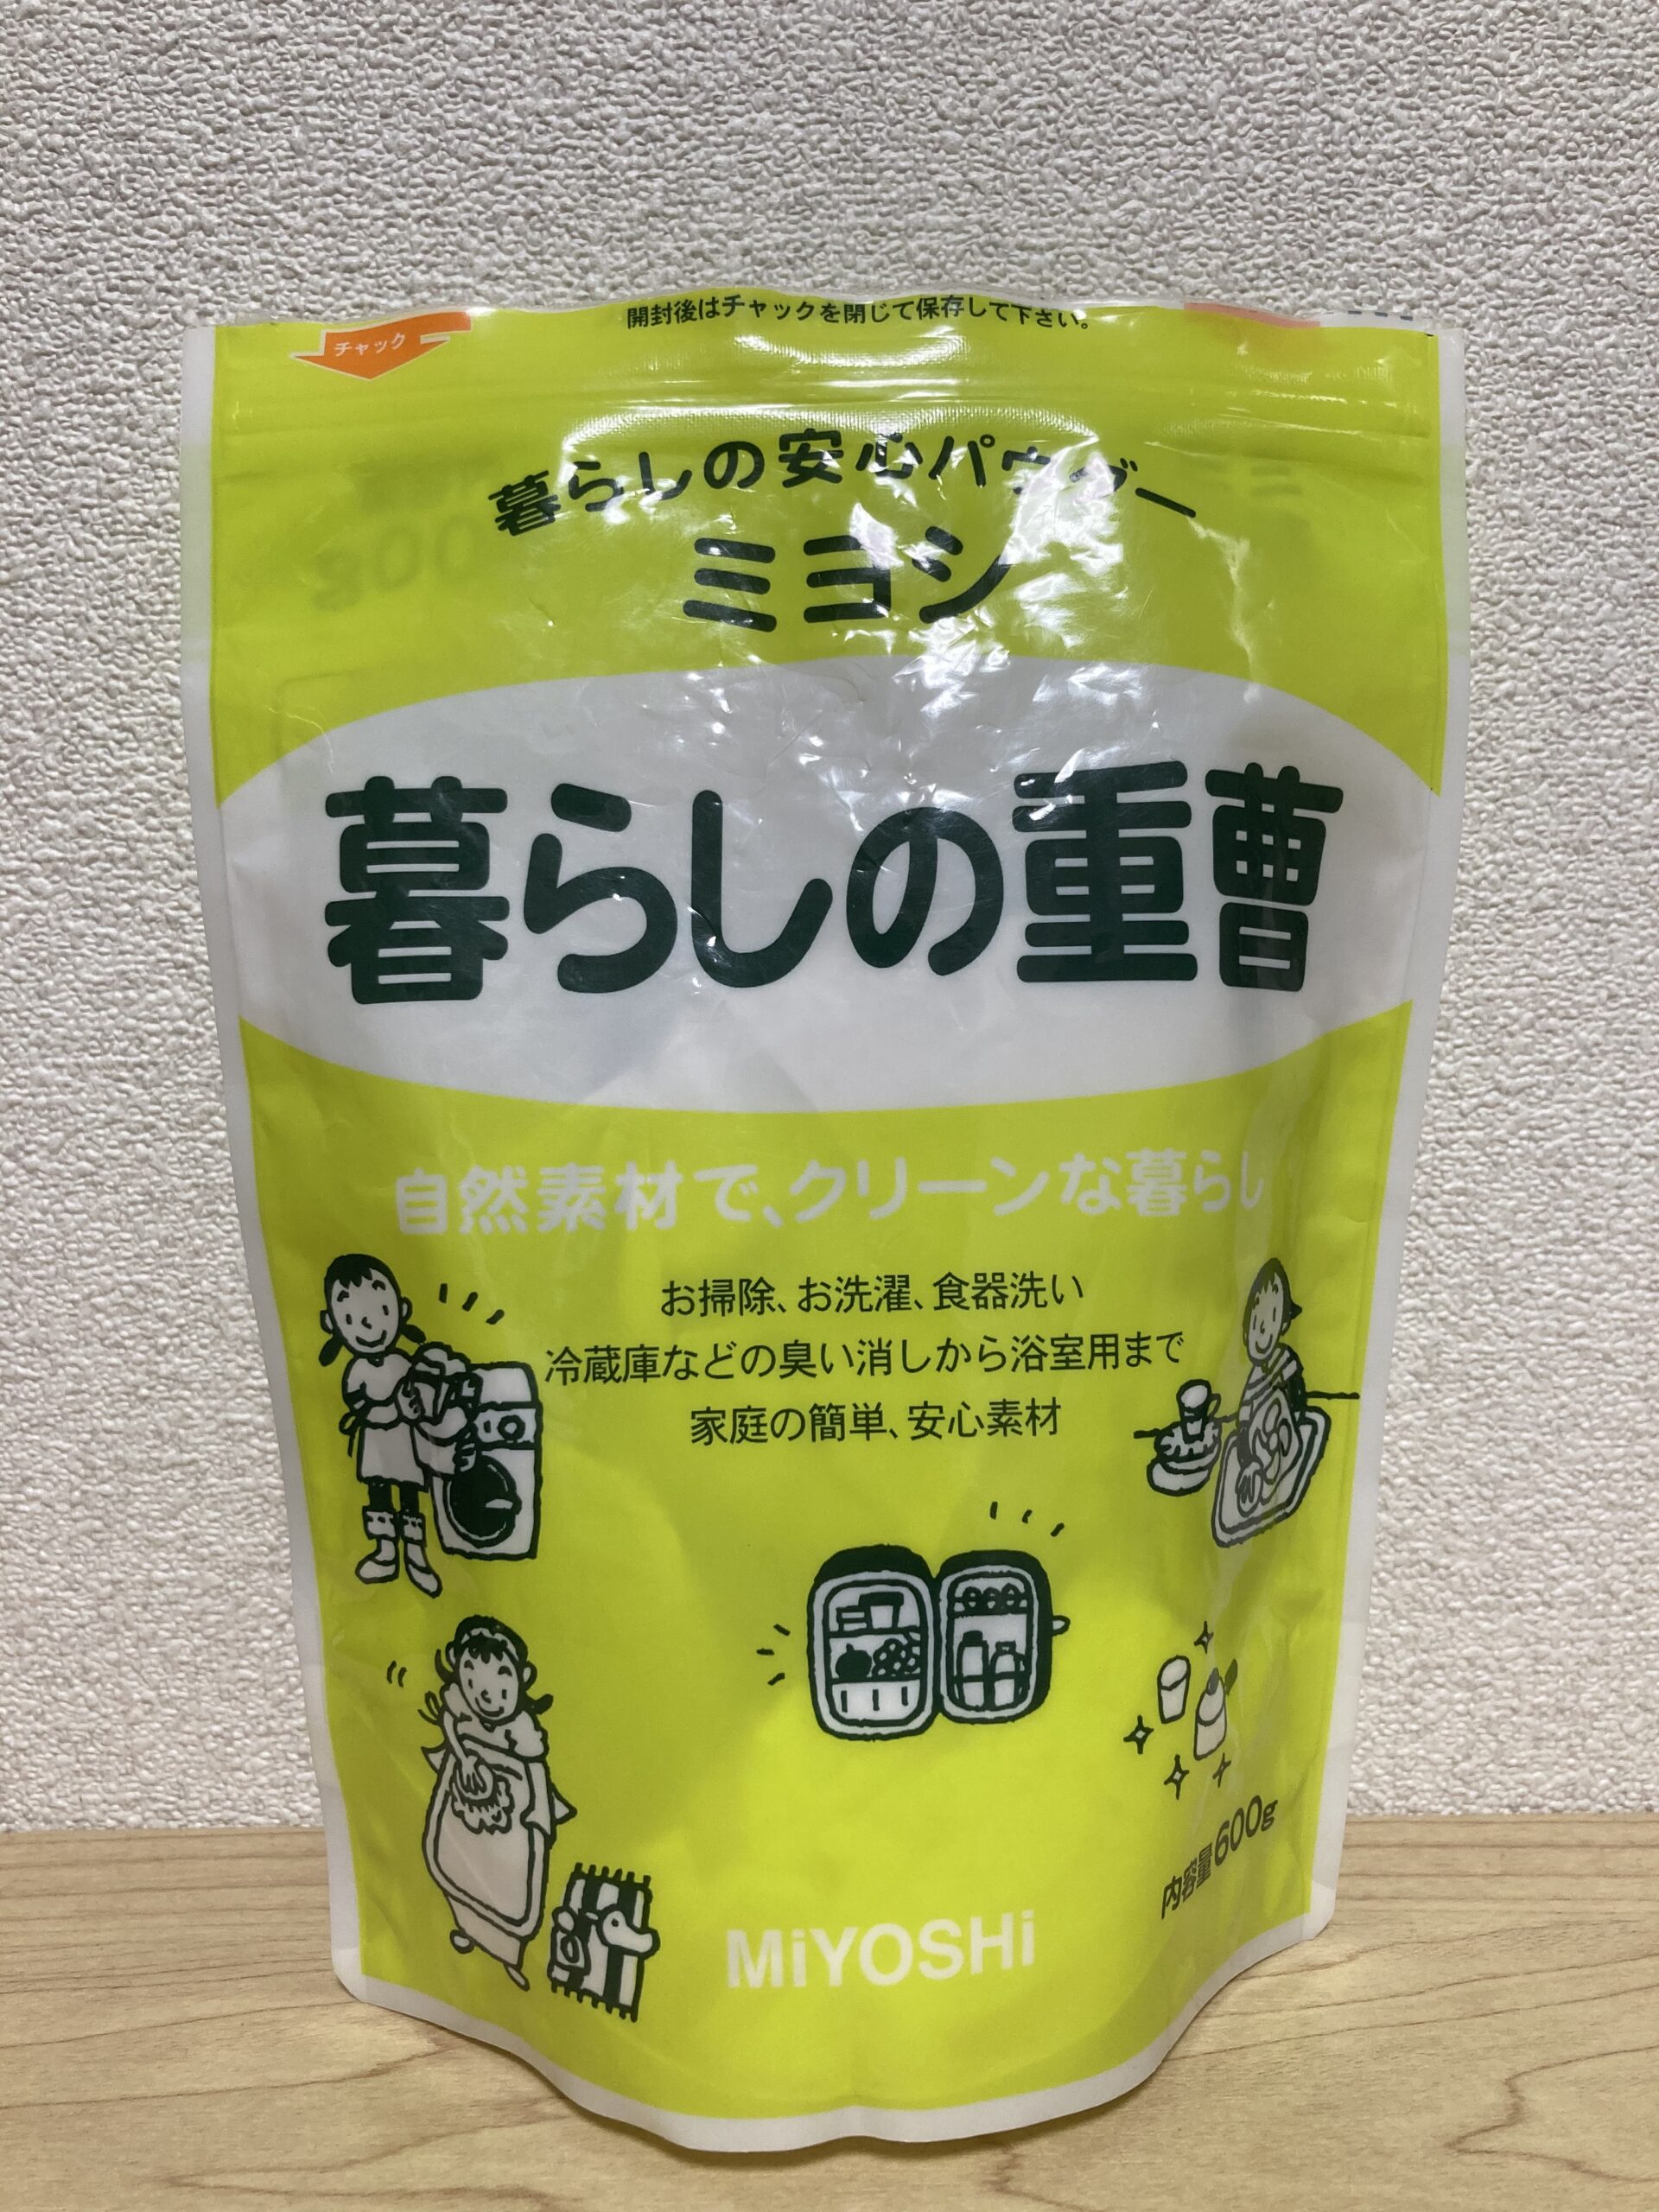 開封後はチャックを閉じて保存して下さい。
チャック
暮らしの安心パウダー
ミヨシ
暮らしの重曹
自然素材で、クリーンな暮らし
お掃除、お洗濯、食器洗い
冷蔵庫などの臭い消しから浴室用まで
家庭の簡単、安心素材
内容量600g
MiYOSHi